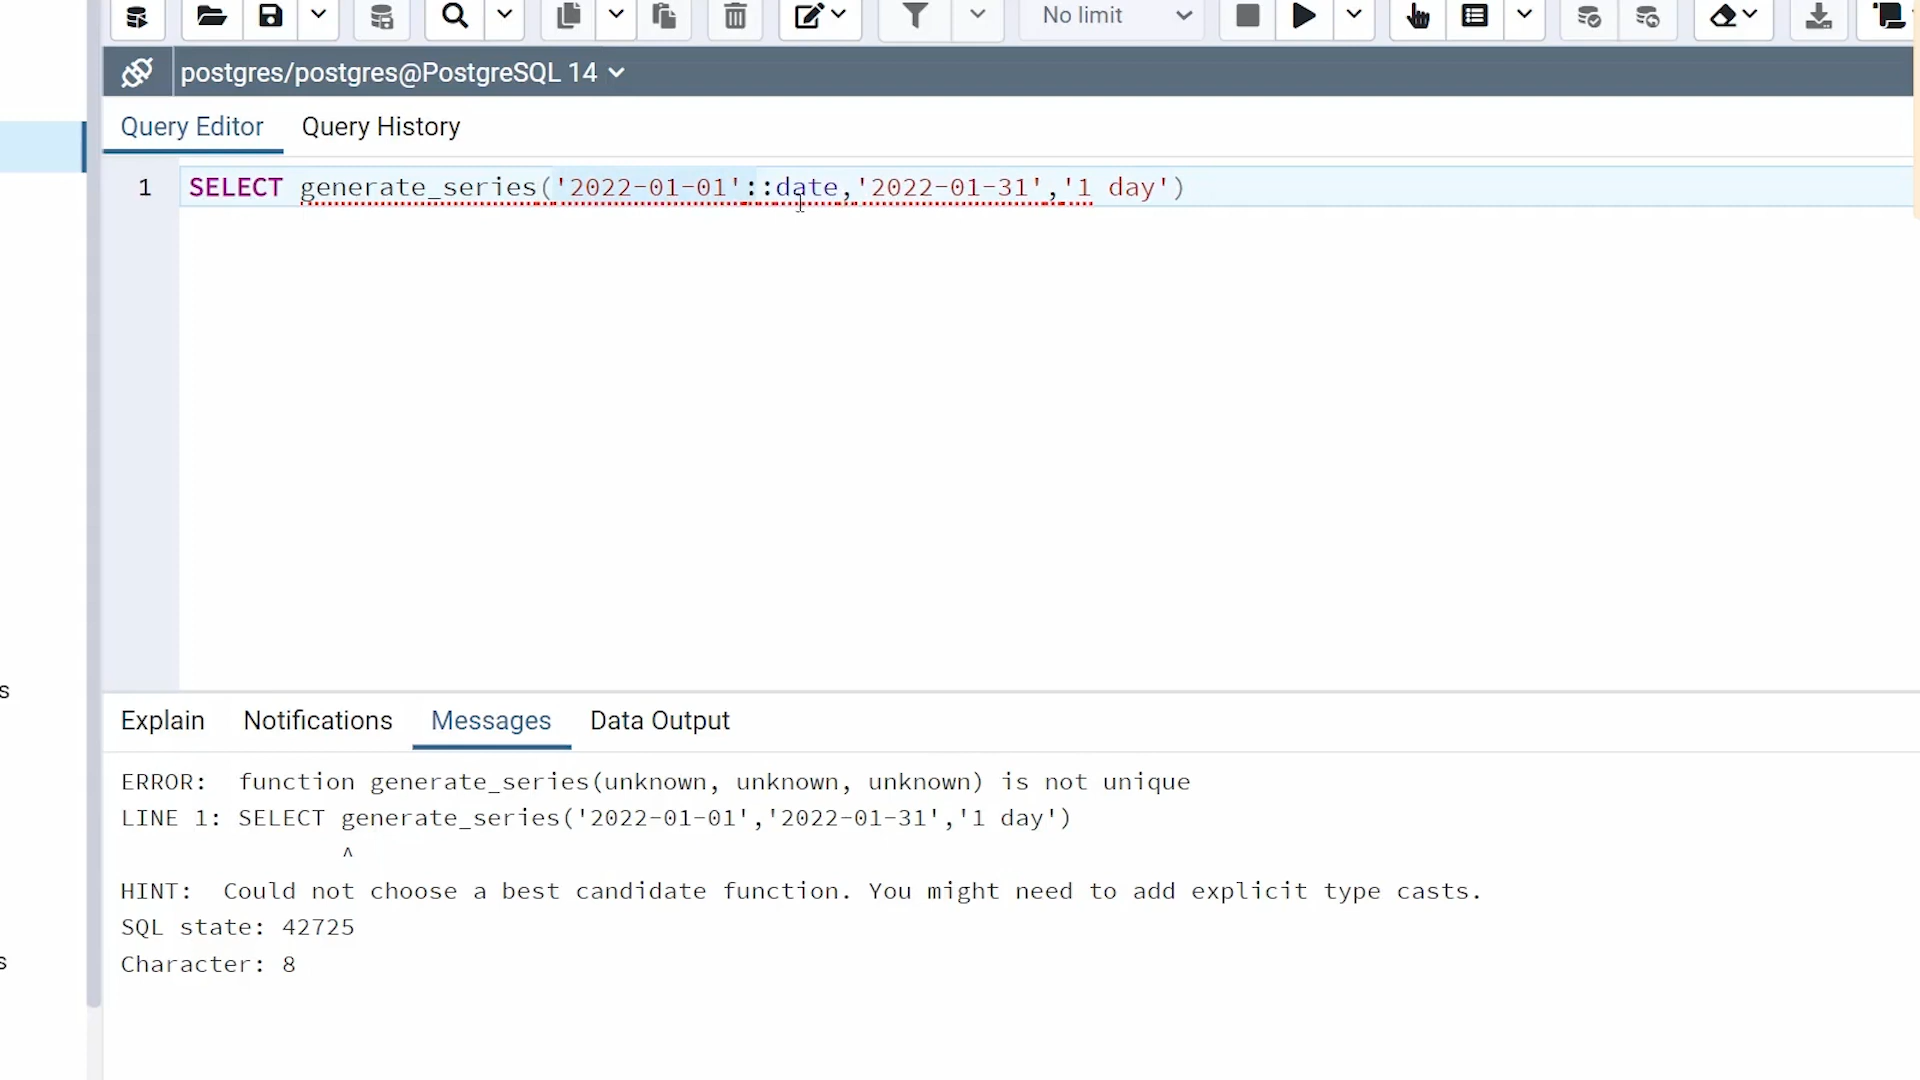 No limit
postgres/postgres@PostgreSQL 14
Query Editor Query History
1 SELECT generate_series('2022-01-01'::date,'2022-01-31','1 day')
s
Explain Notifications Messages Data Output
ERROR:  function generate_series(unknown, unknown, unknown) is not unique
LINE 1: SELECT generate_series('2022-01-01','2022-01-31','1 day')
^
HINT:  Could not choose a best candidate function. You might need to add explicit type casts.
SQL state: 42725
s
Character: 8